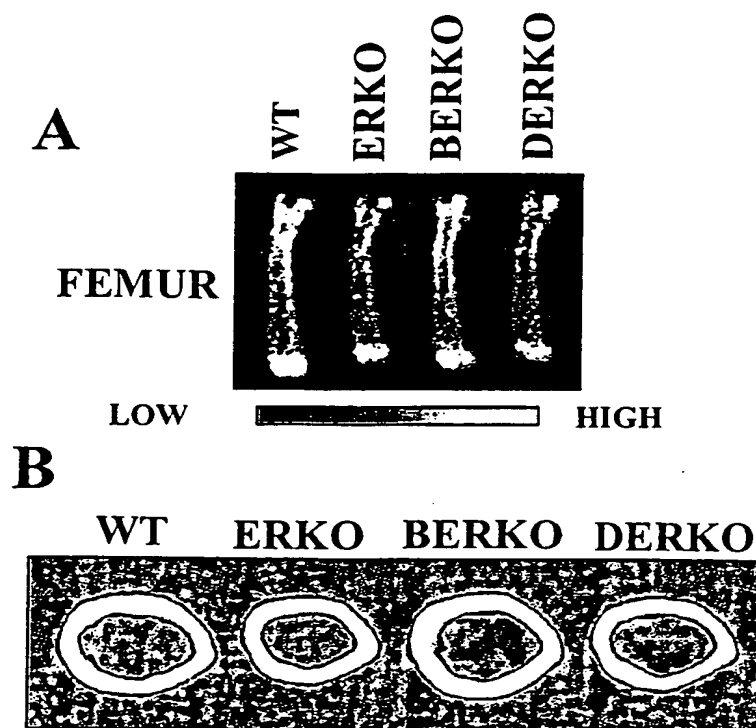 A
WT
ERKO
BERKO
DERKO
FEMUR
LOW
HIGH
B
WT ERKO BERKO DERKO